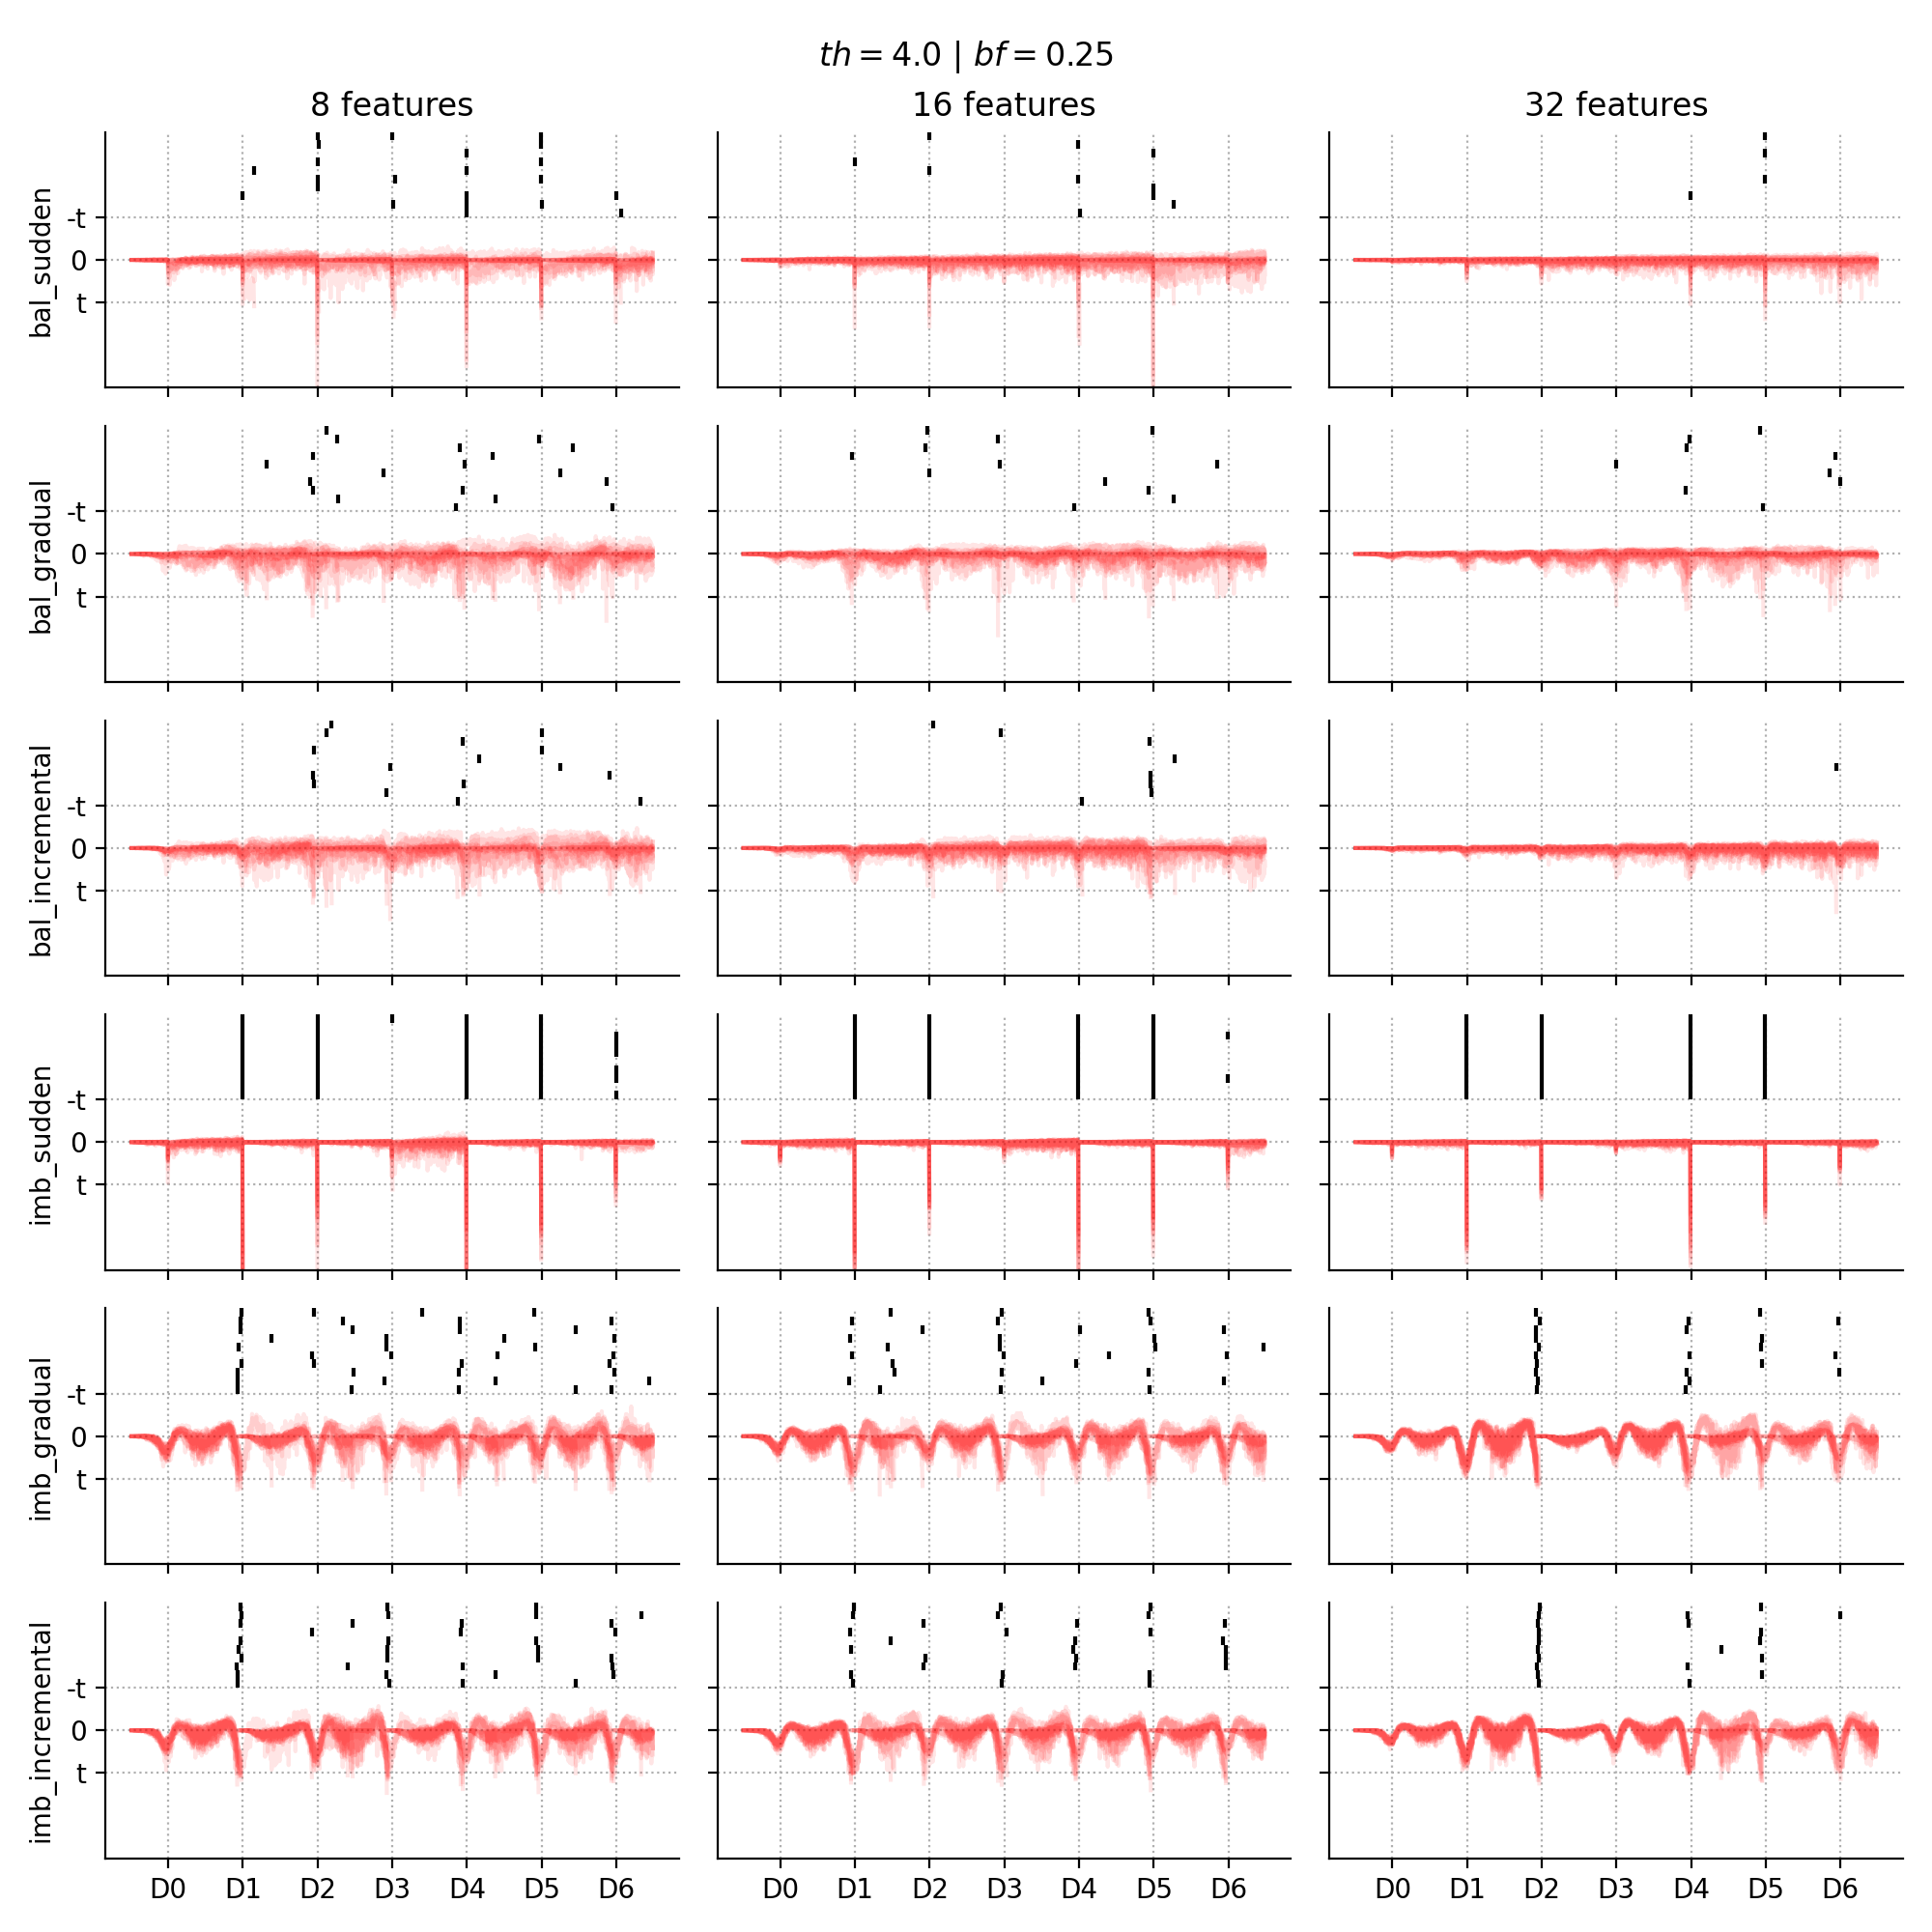 th = 4.0 | bf = 0.25
8 features 16 features 32 features
bal_sudden
-t
0
t
bal_gradual
-t
0
t
bal_incremental
-t
0
t
imb_sudden
-t
0
t
imb_gradual
-t
0
t
imb_incremental
-t
0
t
D0 D1 D2 D3 D4 D5 D6 D0 D1 D2 D3 D4 D5 D6 D0 D1 D2 D3 D4 D5 D6